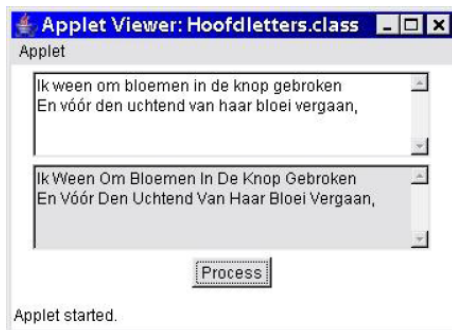 Applet Viewer: Hoofdletters.class
Applet
Ik ween om bloemen in de knop gebroken
En vóór den uchtend van haar bloei vergaan,
Ik Ween Om Bloemen In De Knop Gebroken
En Vóór Den Uchtend Van Haar Bloei Vergaan,
Process
Applet started.